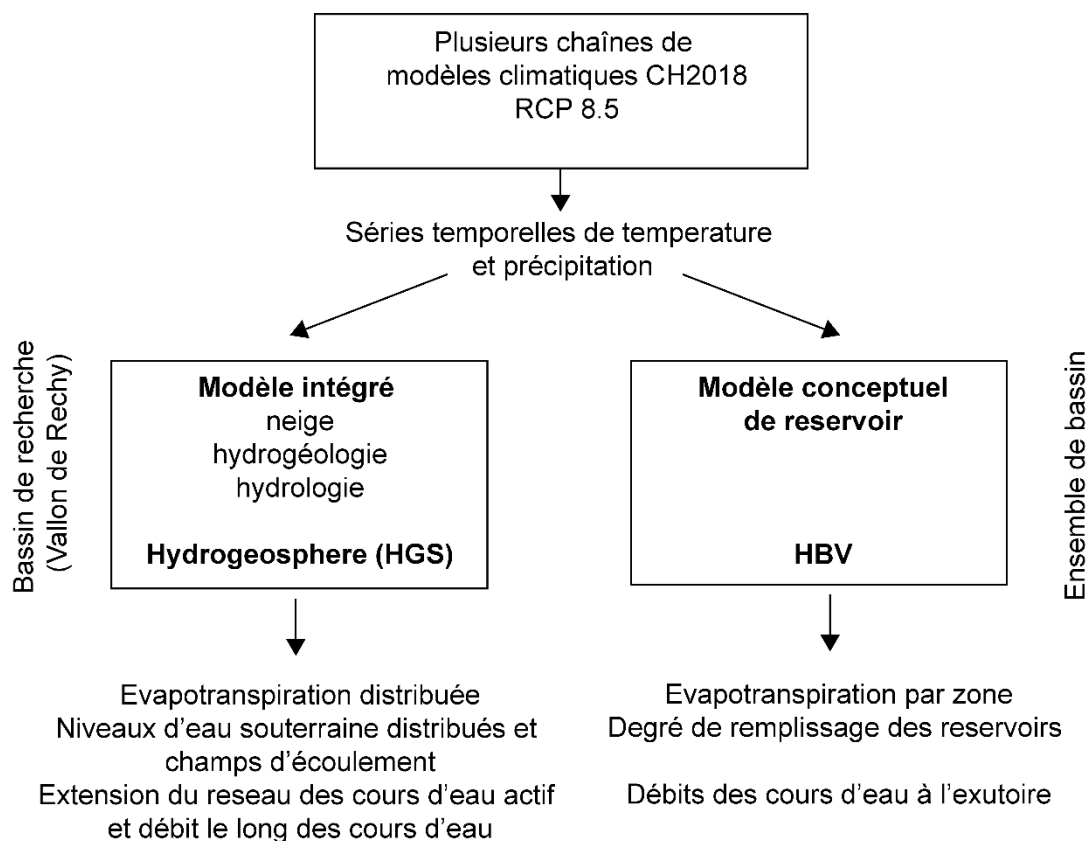 Plusieurs chaînes de
modèles climatiques CH2018
RCP 8.5
Séries temporelles de temperature
et précipitation
Bassin de recherche
(Vallon de Rechy)
Modèle intégré
neige
hydrogéologie
hydrologie
Hydrogeosphere (HGS)
Modèle conceptuel
de reservoir
HBV
Ensemble de bassin
Evapotranspiration distribuée
Niveaux d'eau souterraine distribués et
champs d'écoulement
Extension du reseau des cours d'eau actif
et débit le long des cours d'eau
Evapotranspiration par zone
Degré de remplissage des reservoirs
Débits des cours d'eau à l'exutoire